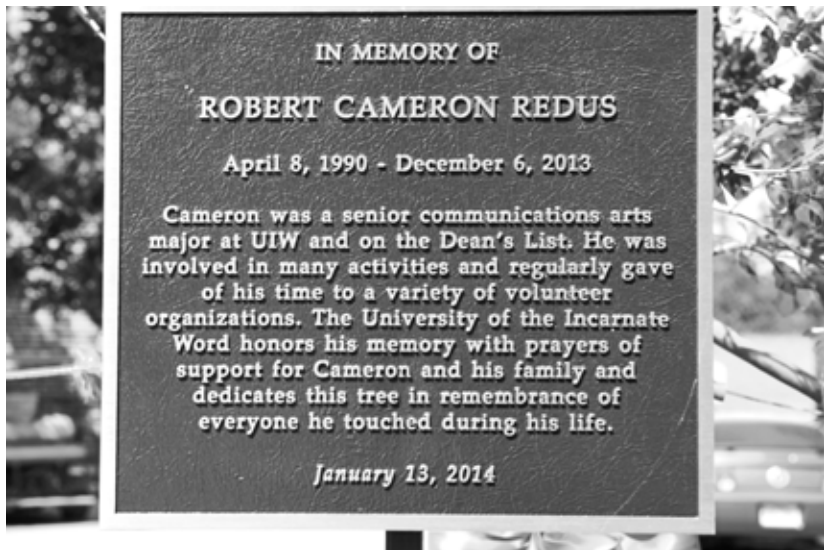 IN MEMORY OF
ROBERT CAMERON REDUS
April 8, 1990 - December 6, 2013
Cameron was a senior communications arts
major at UIW and on the Dean's List. He was
involved in many activities and regularly gave
of his time to a variety of volunteer
organizations. The University of the Incarnate
Word honors his memory with prayers of
support for Cameron and his family and
dedicates this tree in remembrance of
everyone he touched during his life.
January 13, 2014